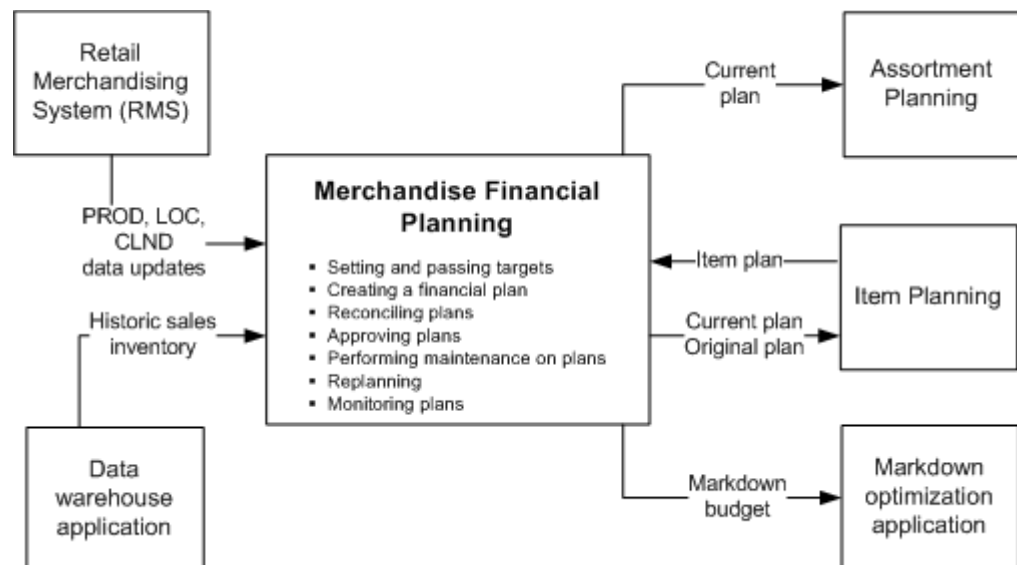 Retail
Merchandising
System (RMS)
PROD, LOC,
CLND
data updates
Historic sales
inventory
Data
warehouse
application
Merchandise Financial
Planning
▪ Setting and passing targets
▪ Creating a financial plan
▪ Reconciling plans
▪ Approving plans
▪ Performing maintenance on plans
▪ Replanning
▪ Monitoring plans
Current
plan
Assortment
Planning
Item plan
Current plan
Original plan
Item Planning
Markdown
budget
Markdown
optimization
application